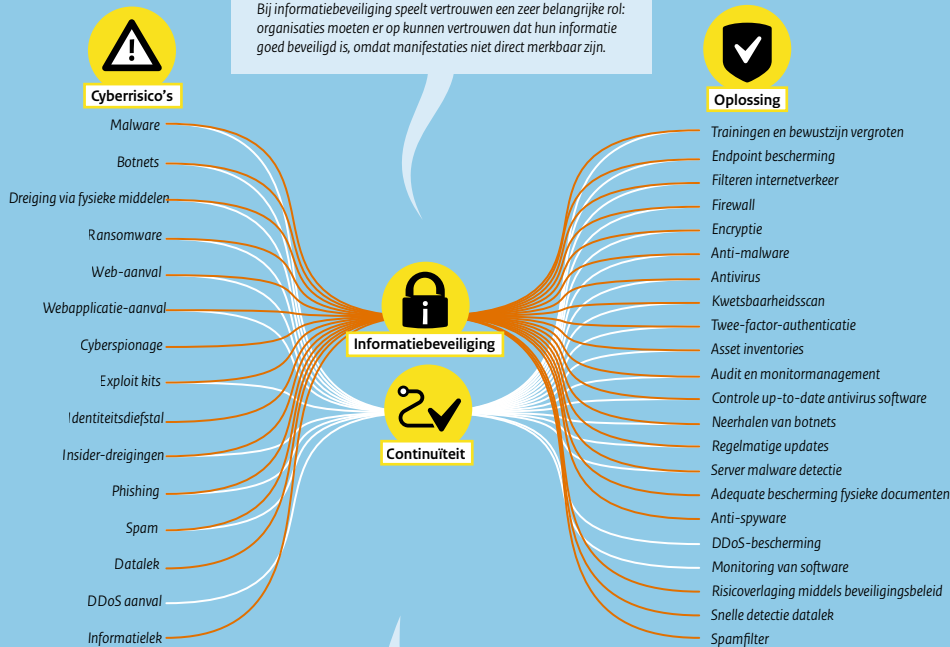 Bij informatiebeveiliging speelt vertrouwen een zeer belangrijke rol:
organisaties moeten er op kunnen vertrouwen dat hun informatie
goed beveiligd is, omdat manifestaties niet direct merkbaar zijn.
Cyberrisico's
Malware
Botnets
Dreiging via fysieke middelen
Ransomware
Web-aanval
Webapplicatie-aanval
Cyberspionage
Exploit kits
Identiteitsdiefstal
Insider-dreigingen
Phishing
Spam
Datalek
DDoS aanval
Informatielek
i
Informatiebeveiliging
Continuïteit
Oplossing
Trainingen en bewustzijn vergroten
Endpoint bescherming
Filteren internetverkeer
Firewall
Encryptie
Anti-malware
Antivirus
Kwetsbaarheidsscan
Twee-factor-authenticatie
Asset inventories
Audit en monitormanagement
Controle up-to-date antivirus software
Neerhalen van botnets
Regelmatige updates
Server malware detectie
Adequate bescherming fysieke documenten
Anti-spyware
DDoS-bescherming
Monitoring van software
Risicoverlaging middels beveiligingsbeleid
Snelle detectie datalek
Spamfilter